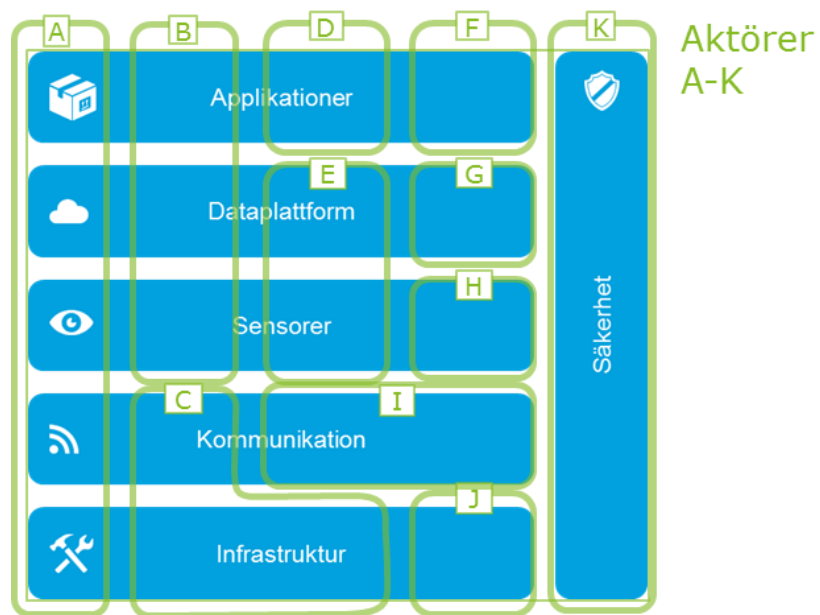 A
B
D
F
K
Aktörer
A-K
Applikationer
E
G
Dataplattform
H
Sensorer
Säkerhet
C
I
Kommunikation
J
Infrastruktur